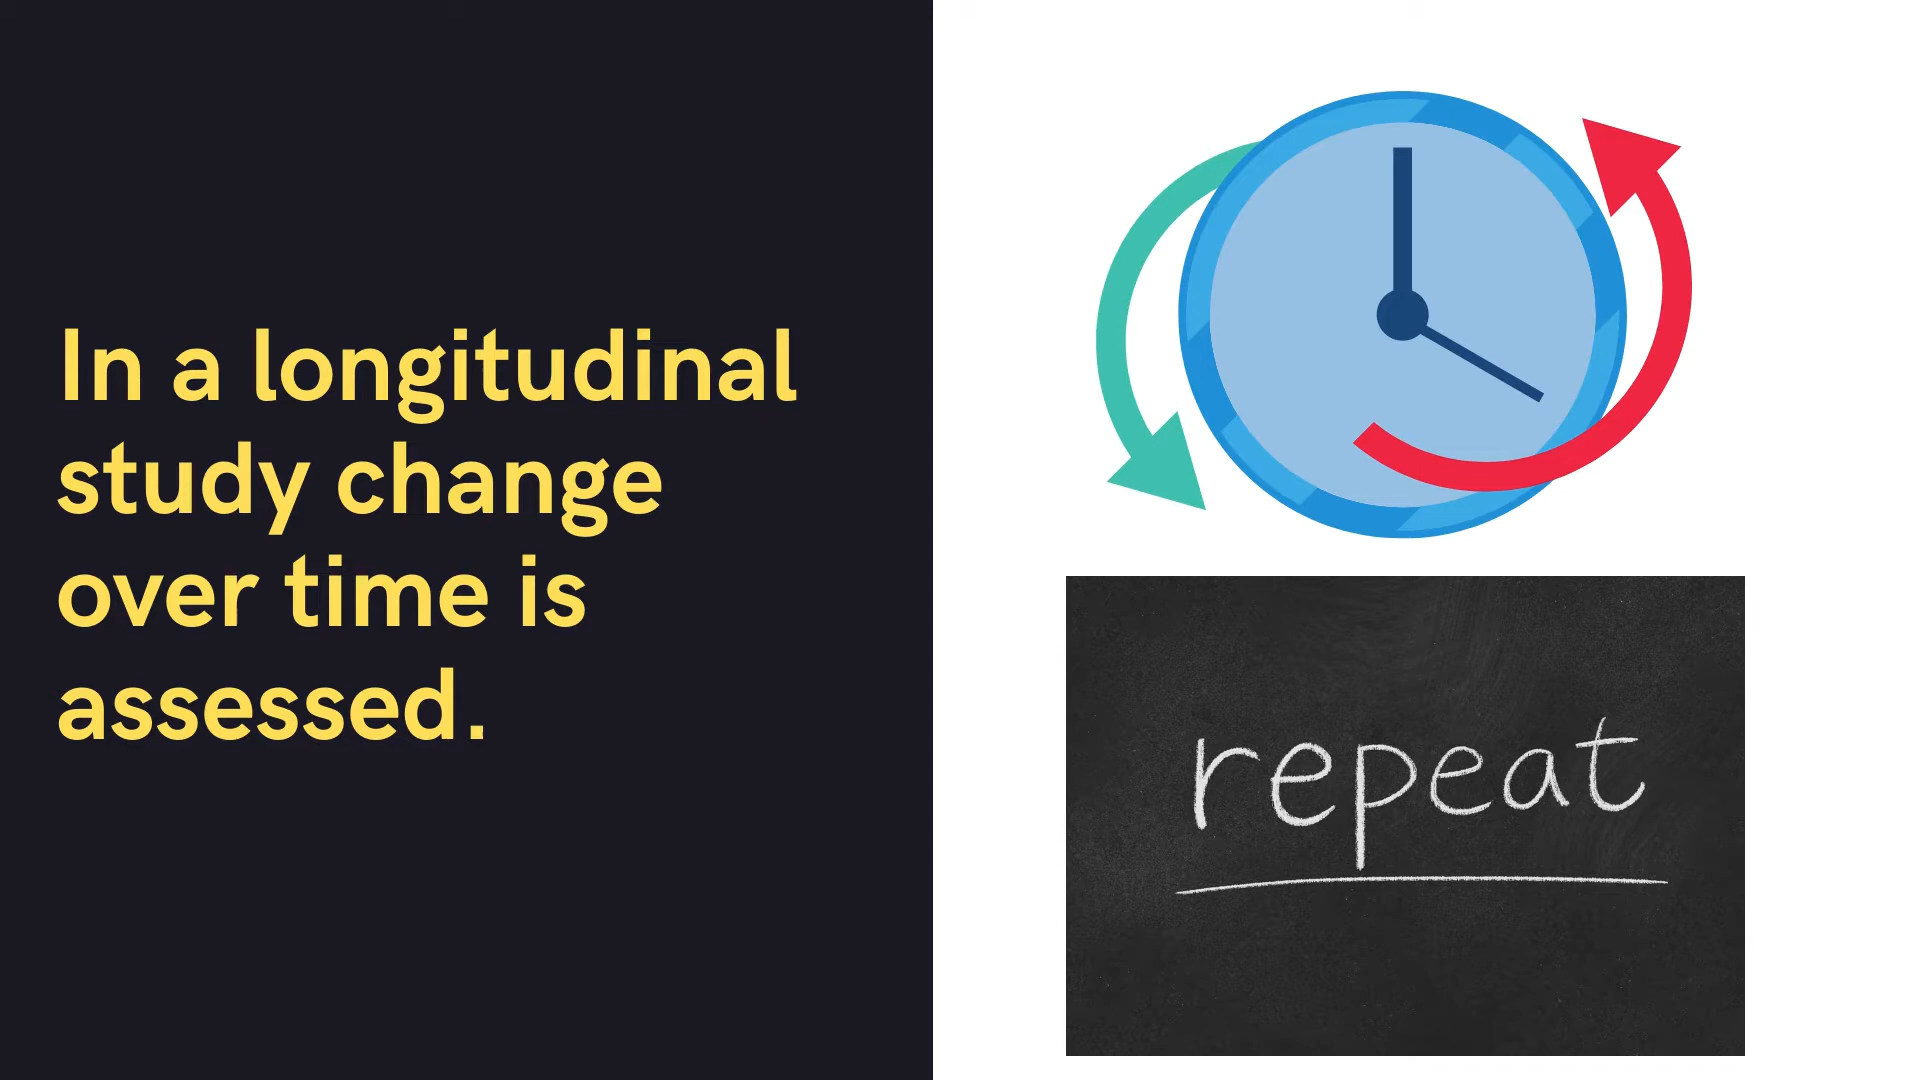 In a longitudinal
study change
over time is
assessed.
repeat